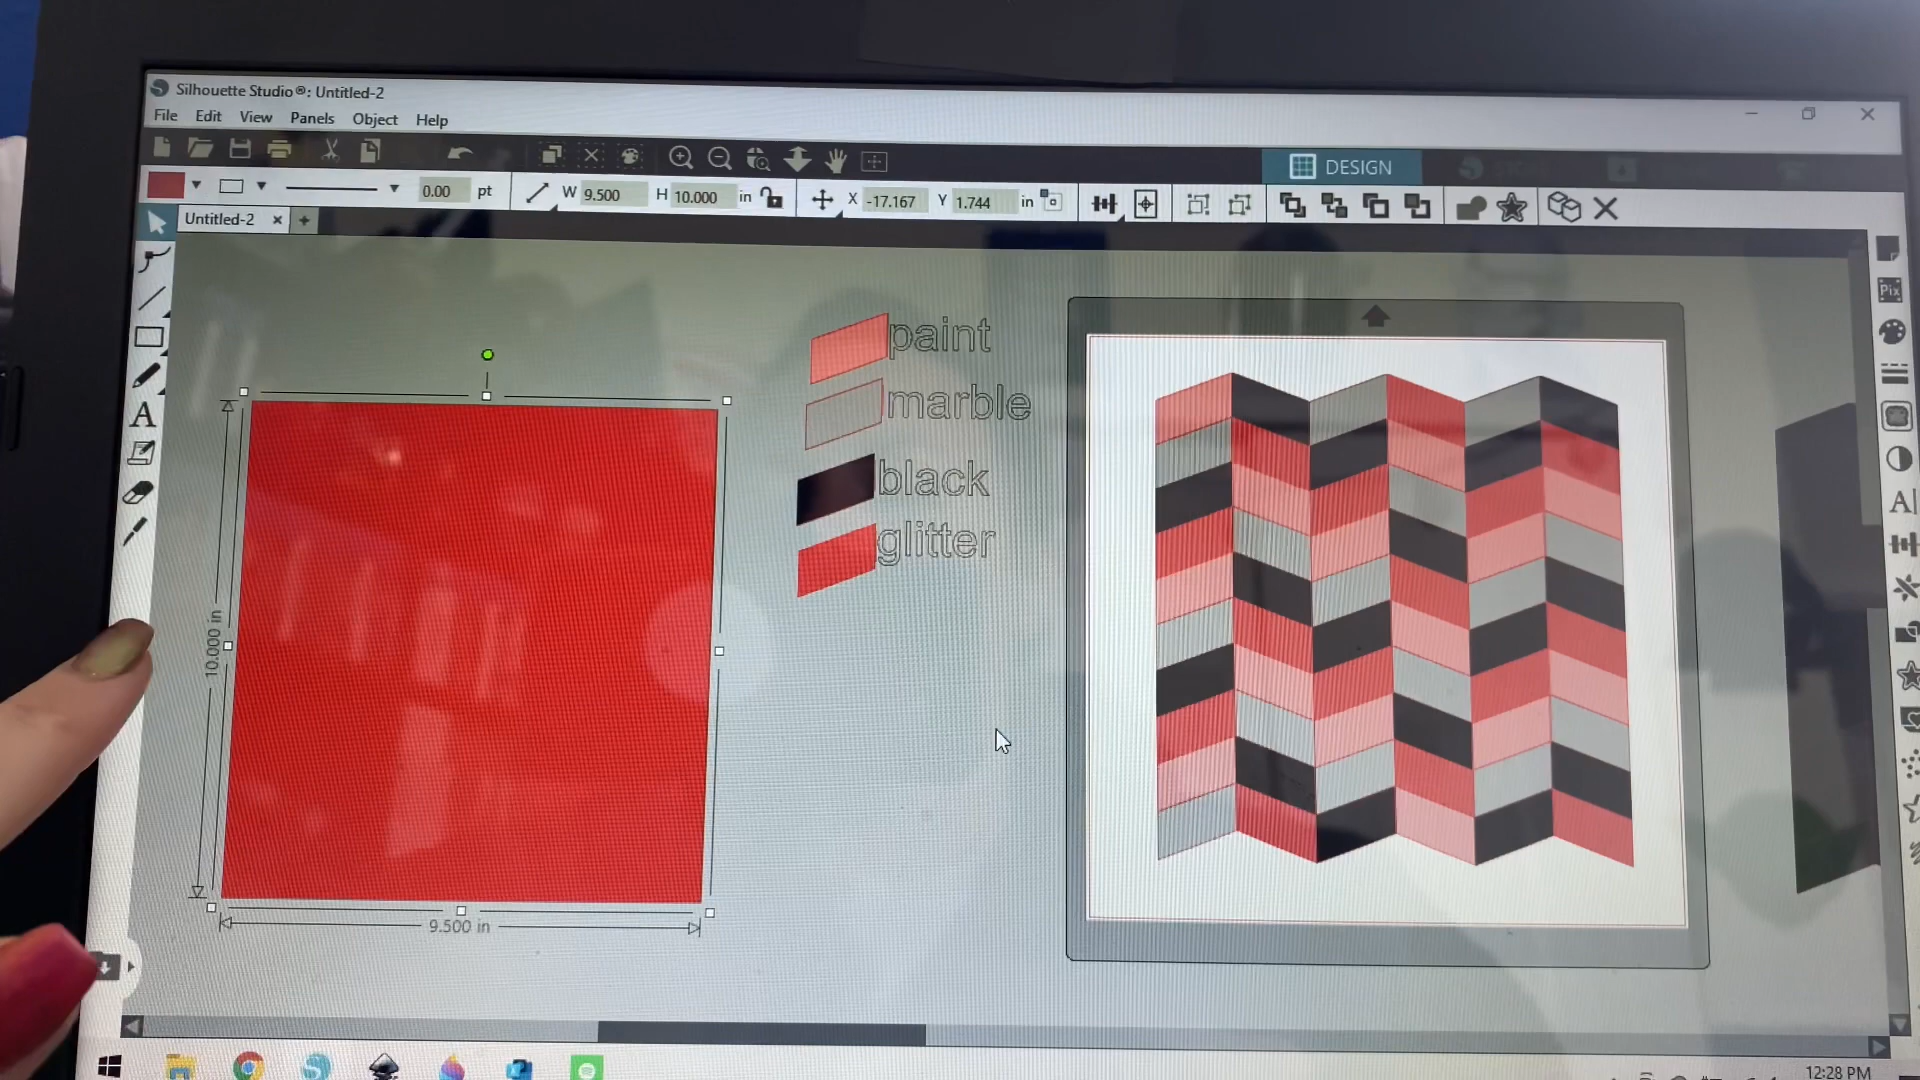 Silhouette Studio®: Untitled-2
File Edit View Panels Object Help
DESIGN
0.00 pt W 9.500 H 10.000 in X -17.167 Y 1.744 in
Untitled-2
Pix
A
A
paint
marble
black
glitter
10.000 in
9.500 in
12:28 PM